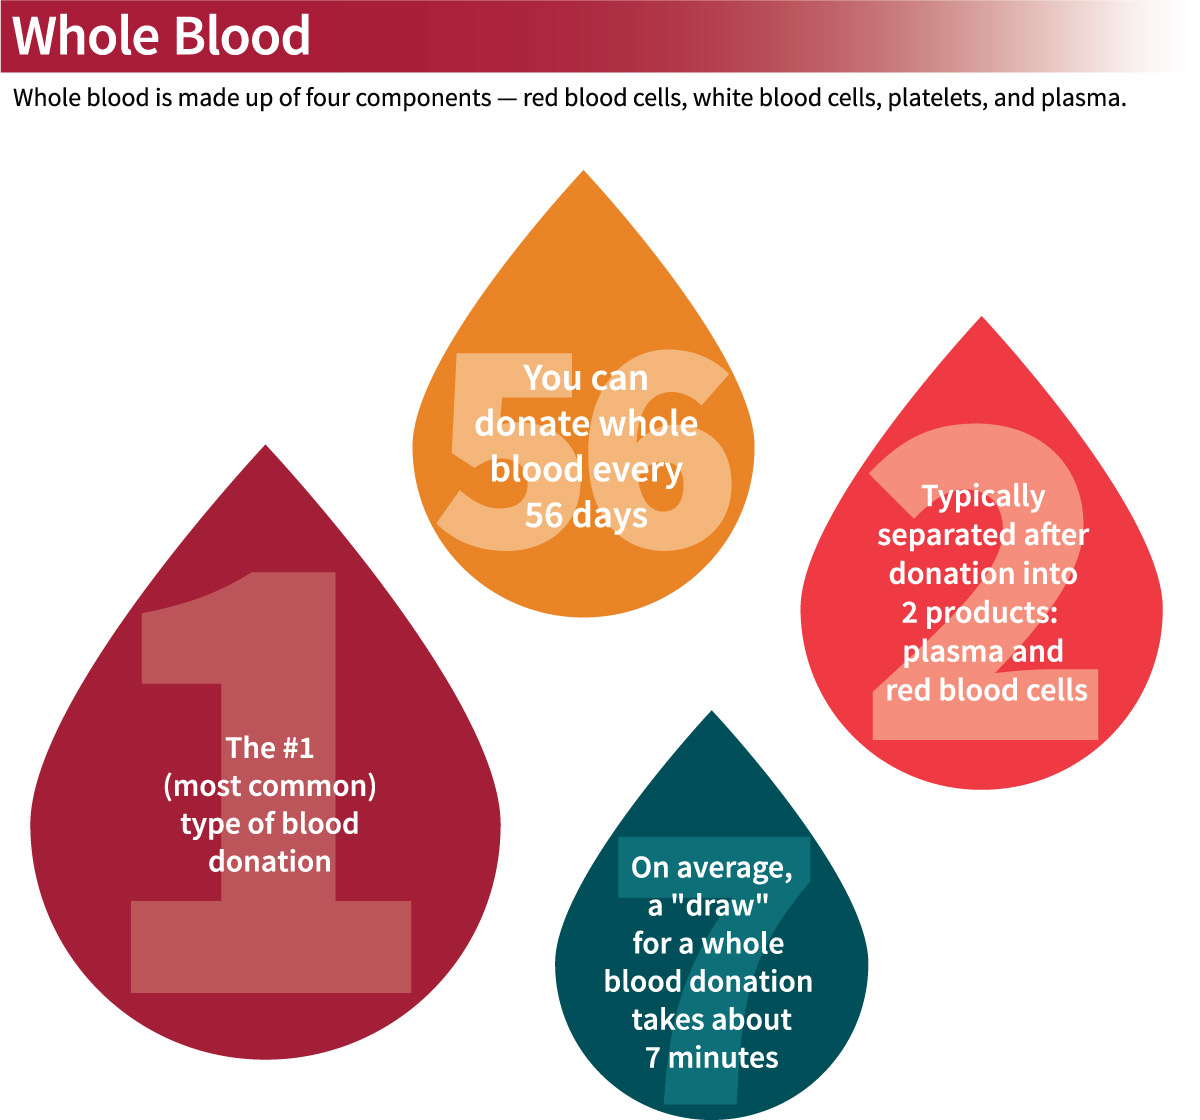 Whole Blood
Whole blood is made up of four components — red blood cells, white blood cells, platelets, and plasma.
56
You can
donate whole
blood every
56 days
2
Typically
separated after
donation into
2 products:
plasma and
red blood cells
1
The #1
(most common)
type of blood
donation
7
On average,
a "draw"
for a whole
blood donation
takes about
7 minutes